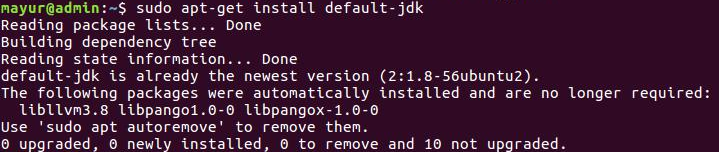 mayur@admin:~$ sudo apt-get install default-jdk
Reading package lists... Done
Building dependency tree
Reading state information... Done
default-jdk is already the newest version (2:1.8-56ubuntu2).
The following packages were automatically installed and are no longer required:
  libllvm3.8 libpango1.0-0 libpangox-1.0-0
Use 'sudo apt autoremove' to remove them.
0 upgraded, 0 newly installed, 0 to remove and 10 not upgraded.